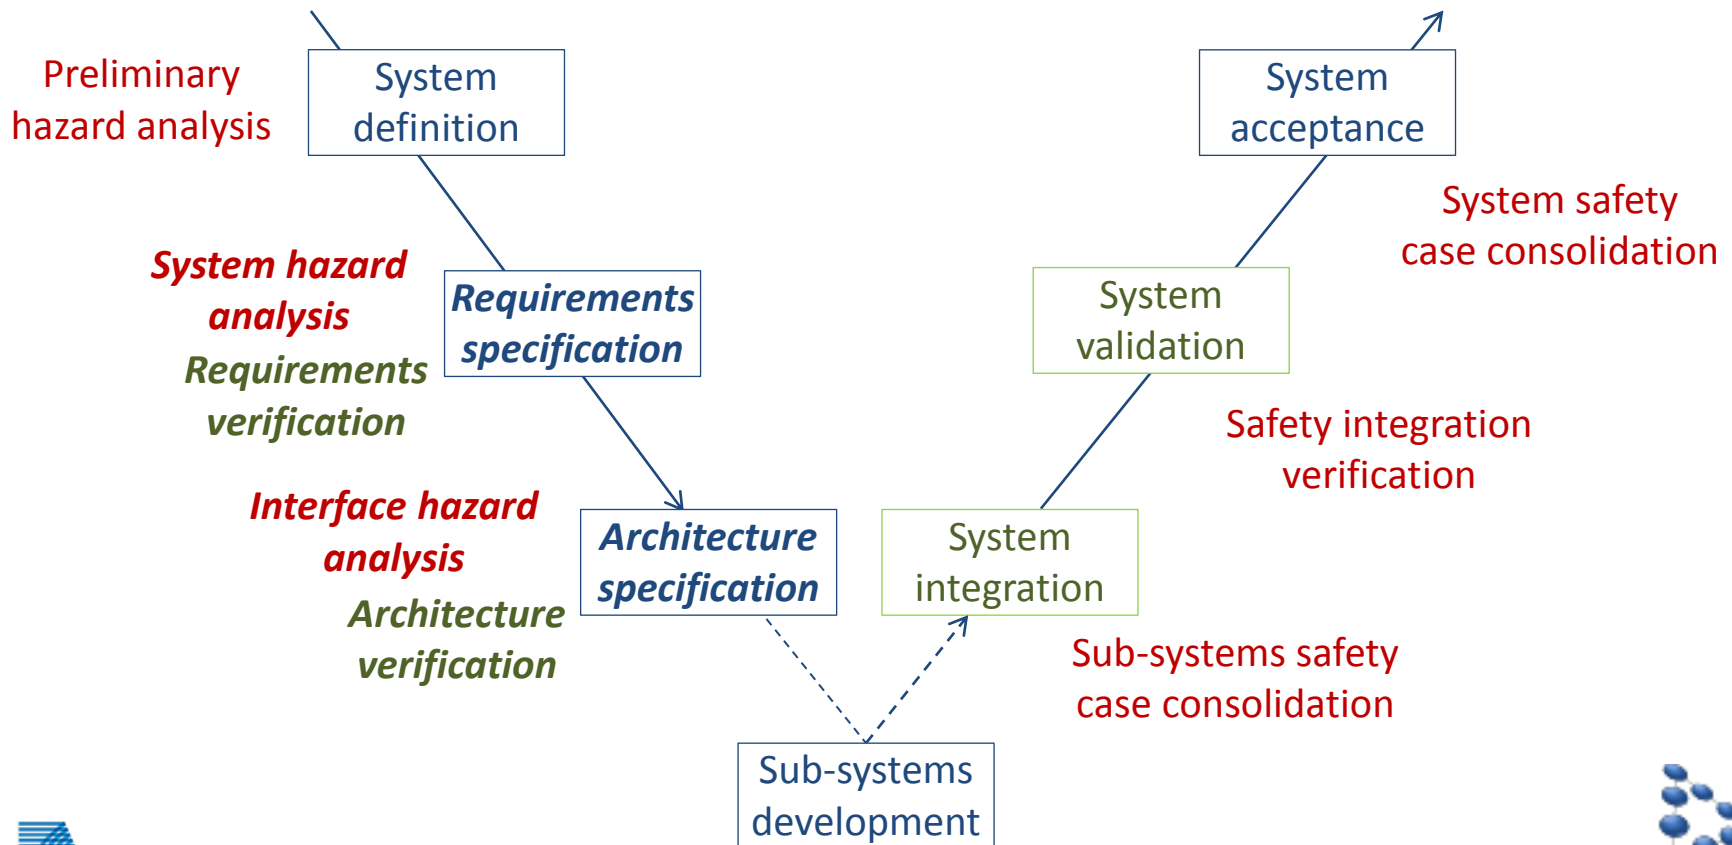 Preliminary
hazard analysis
System
definition
System
acceptance
System safety
case consolidation
System hazard
analysis
Requirements
verification
Requirements
specification
System
validation
Safety integration
verification
Interface hazard
analysis
Architecture
verification
Architecture
specification
System
integration
Sub-systems safety
case consolidation
Sub-systems
development